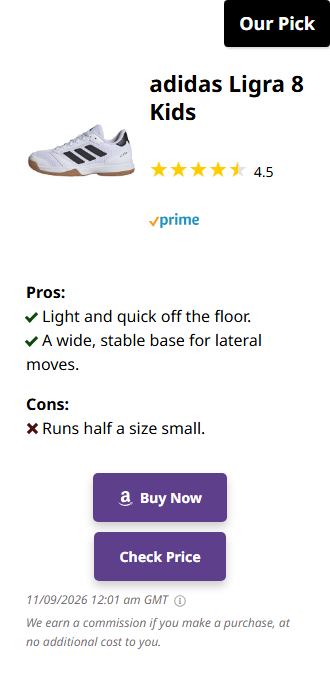 Our Pick
adidas Ligra 8
Kids
4.5
prime
Pros:
Light and quick off the floor.
A wide, stable base for lateral
moves.
Cons:
Runs half a size small.
Buy Now
Check Price
11/09/2026 12:01 am GMT
We earn a commission if you make a purchase, at
no additional cost to you.